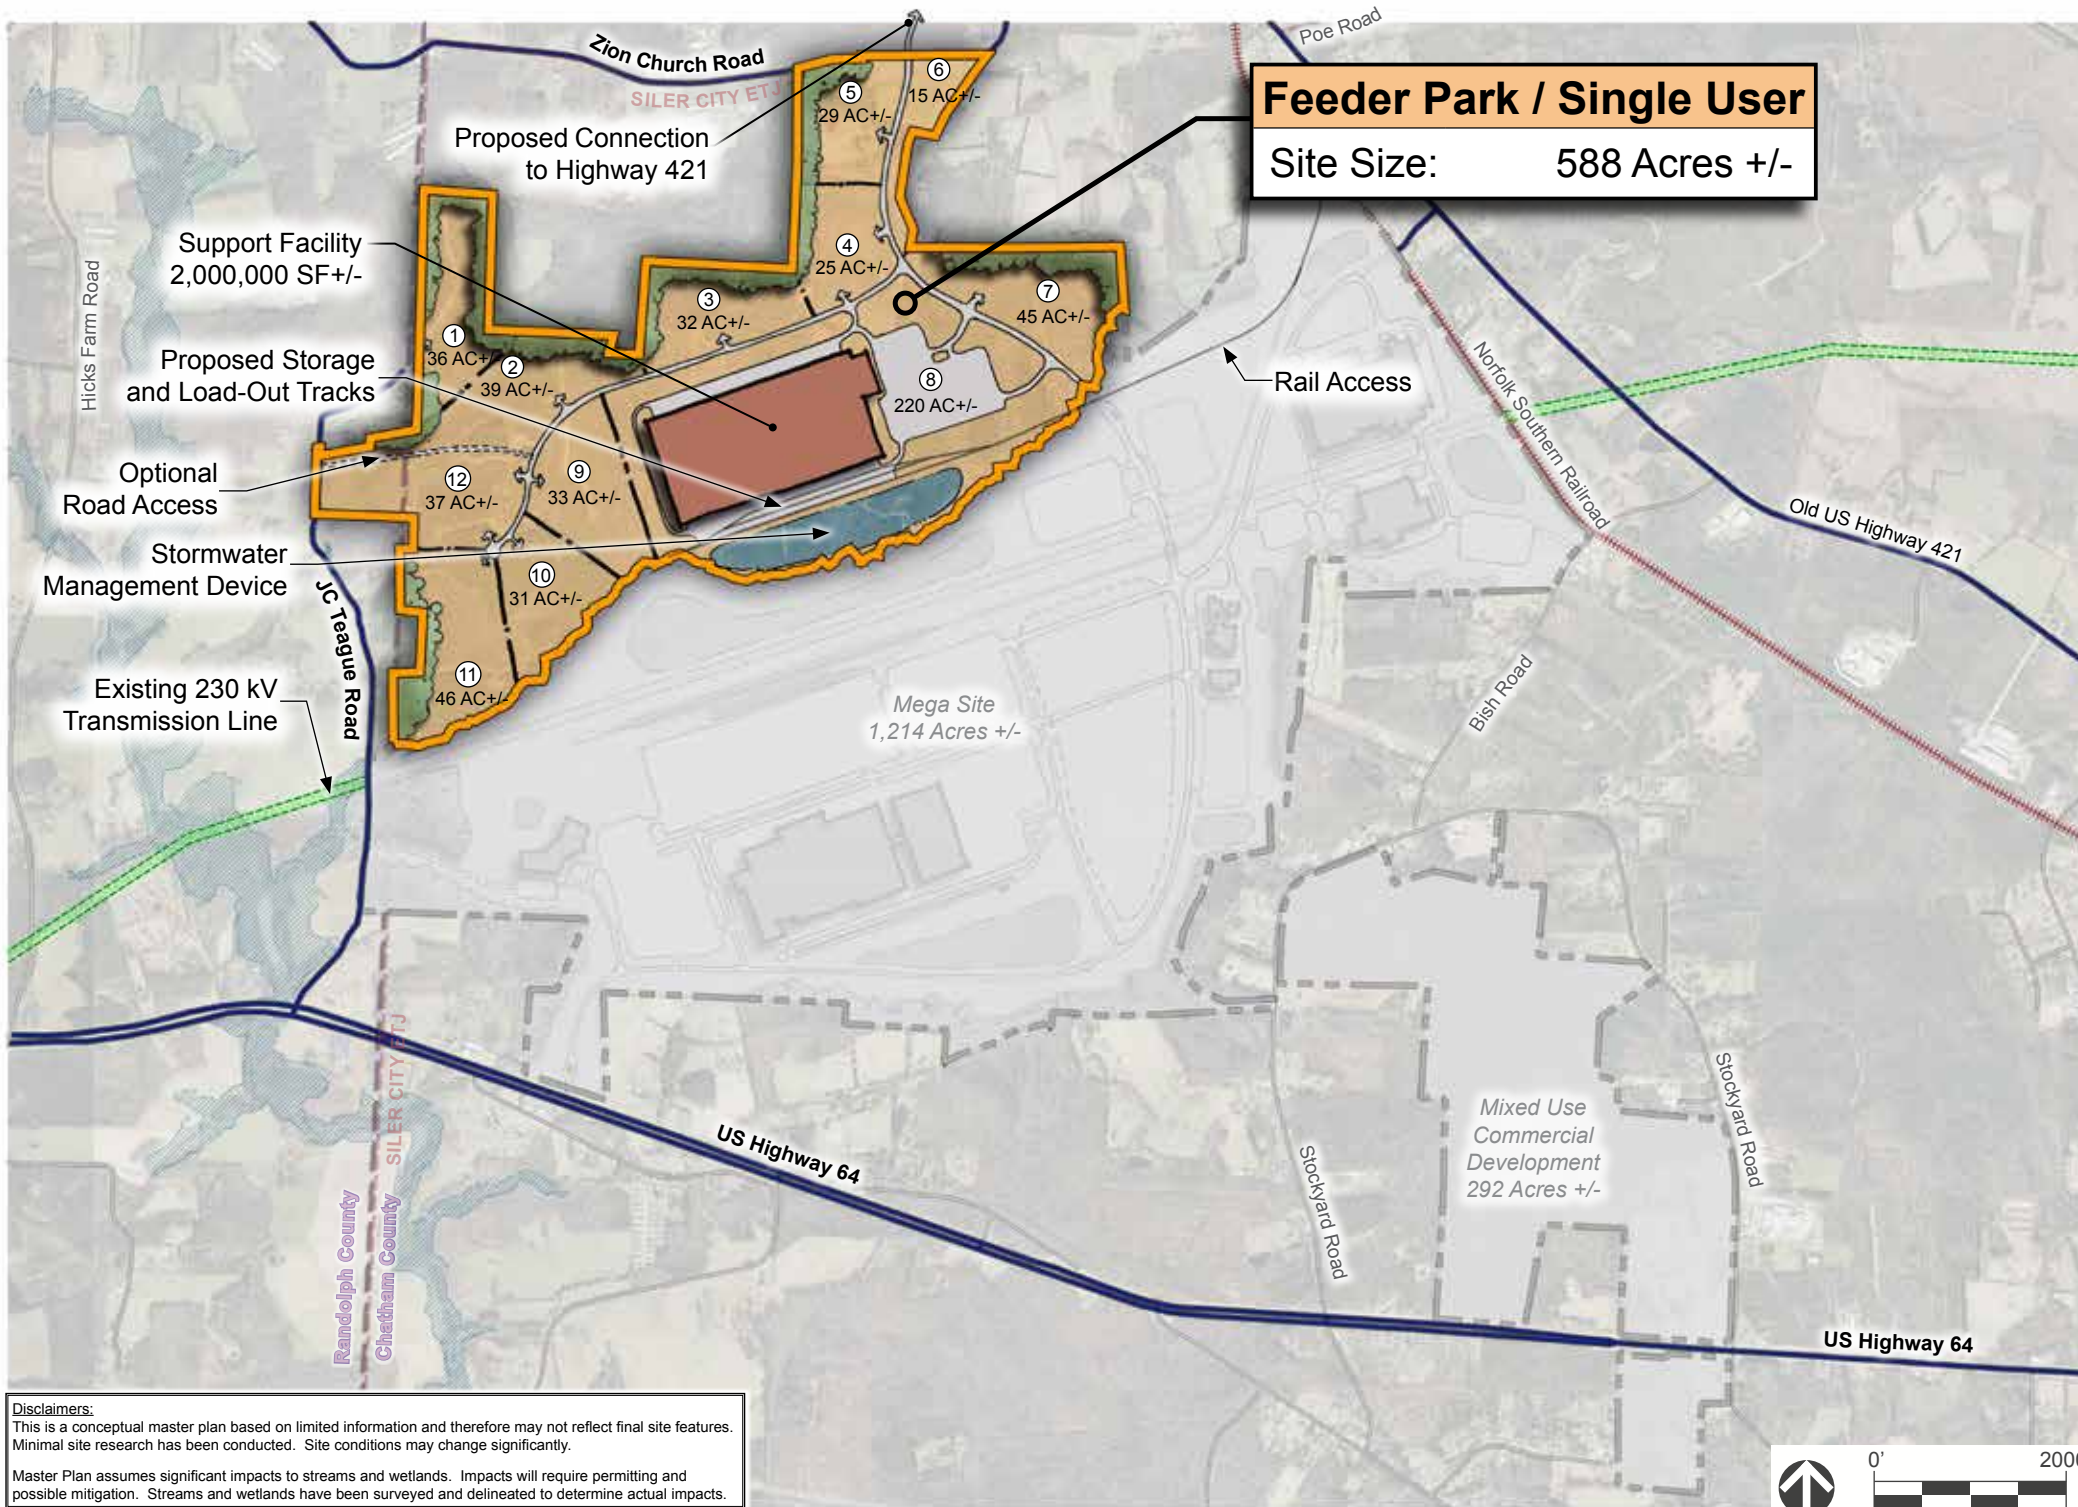 Poe Road
Zion Church Road
SILER CITY ETJ
Proposed Connection
to Highway 421
Feeder Park / Single User
Site Size: 588 Acres +/-
6
15 AC+/-
5
29 AC+/-
4
25 AC+/-
3
32 AC+/-
7
45 AC+/-
1
36 AC+/-
2
39 AC+/-
8
220 AC+/-
9
33 AC+/-
12
37 AC+/-
10
31 AC+/-
11
46 AC+/-
Support Facility
2,000,000 SF+/-
Hicks Farm Road
Proposed Storage
and Load-Out Tracks
Rail Access
Norfolk Southern Railroad
Optional
Road Access
Old US Highway 421
Stormwater
Management Device
JC Teague Road
Existing 230 kV
Transmission Line
Mega Site
1,214 Acres +/-
Bish Road
SILER CITY ETJ
US Highway 64
Stockyard Road
Mixed Use
Commercial
Development
292 Acres +/-
Stockyard Road
Randolph County
Chatham County
US Highway 64
Disclaimers:
This is a conceptual master plan based on limited information and therefore may not reflect final site features.
Minimal site research has been conducted. Site conditions may change significantly.
Master Plan assumes significant impacts to streams and wetlands. Impacts will require permitting and
possible mitigation. Streams and wetlands have been surveyed and delineated to determine actual impacts.
0'